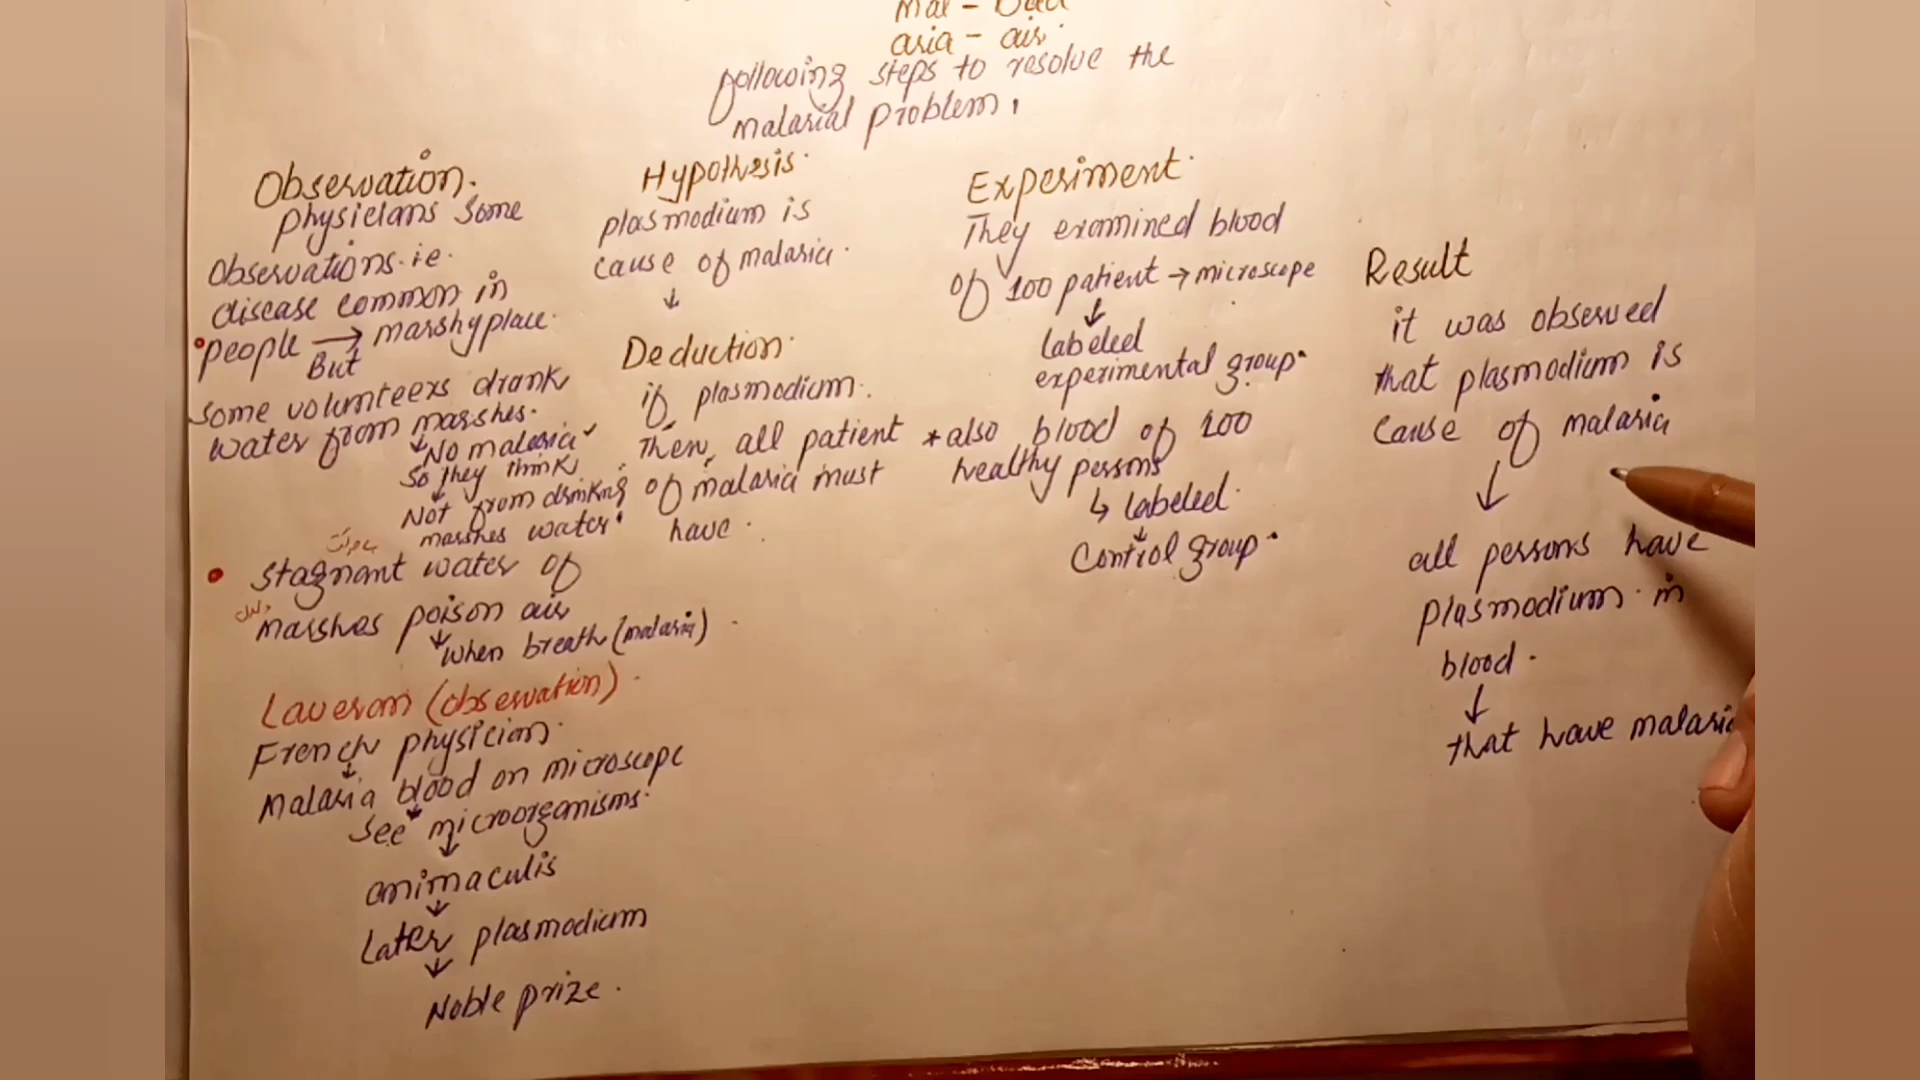 Mal - Bad
aria - air
following steps to resolve the
malarial problem.
Observation.
physicians some
observations. i.e.
disease common in
people → marshy place.
But
some volunteers drank
water from marshes.
No malaria
So they think
Not from drinking
marshes water
stagnant water of
marshes poison air
when breath (malaria)
Laveran (observation)
French physician
Malaria blood on microscope
See microorganisms
animaculis
Later plasmodium
Noble prize.
Hypothesis
plasmodium is
cause of malaria
Deduction
if plasmodium.
Then, all patient
of malaria must
have.
Experiment
They examined blood
of 100 patient → microscope
labeled
experimental group
* also blood of 100
healthy persons
↳ labeled
Control group
Result
it was observed
that plasmodium is
cause of malaria
all persons have
plasmodium in
blood.
that have malaria